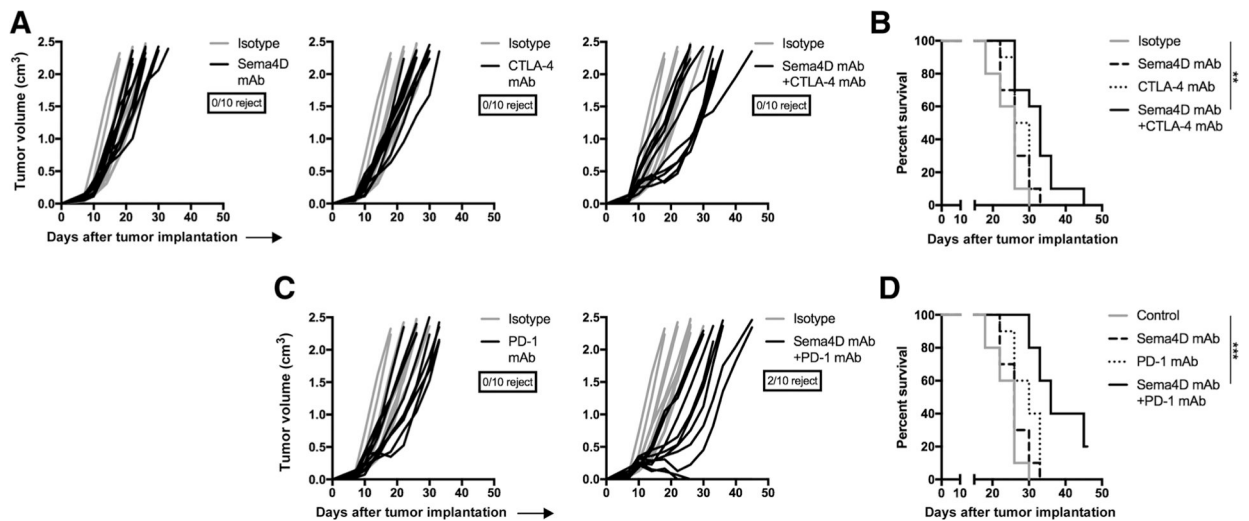 A
Tumor volume (cm³)
2.5
2.0
1.5
1.0
0.5
0.0
0 10 20 30 40 50
Isotype
Sema4D
mAb
0/10 reject
Days after tumor implantation
2.5
2.0
1.5
1.0
0.5
0.0
0 10 20 30 40 50
Isotype
CTLA-4
mAb
0/10 reject
2.5
2.0
1.5
1.0
0.5
0.0
0 10 20 30 40 50
Isotype
Sema4D mAb
+CTLA-4 mAb
0/10 reject
B
Percent survival
100
80
60
40
20
0
0 10 20 30 40 50
Days after tumor implantation
Isotype
Sema4D mAb
CTLA-4 mAb
Sema4D mAb
+CTLA-4 mAb
**
C
Tumor volume (cm³)
2.5
2.0
1.5
1.0
0.5
0.0
0 10 20 30 40 50
Isotype
PD-1
mAb
0/10 reject
Days after tumor implantation
2.5
2.0
1.5
1.0
0.5
0.0
0 10 20 30 40 50
Isotype
Sema4D mAb
+PD-1 mAb
2/10 reject
D
Percent survival
100
80
60
40
20
0 10 20 30 40 50
Days after tumor implantation
Control
Sema4D mAb
PD-1 mAb
Sema4D mAb
+PD-1 mAb
***